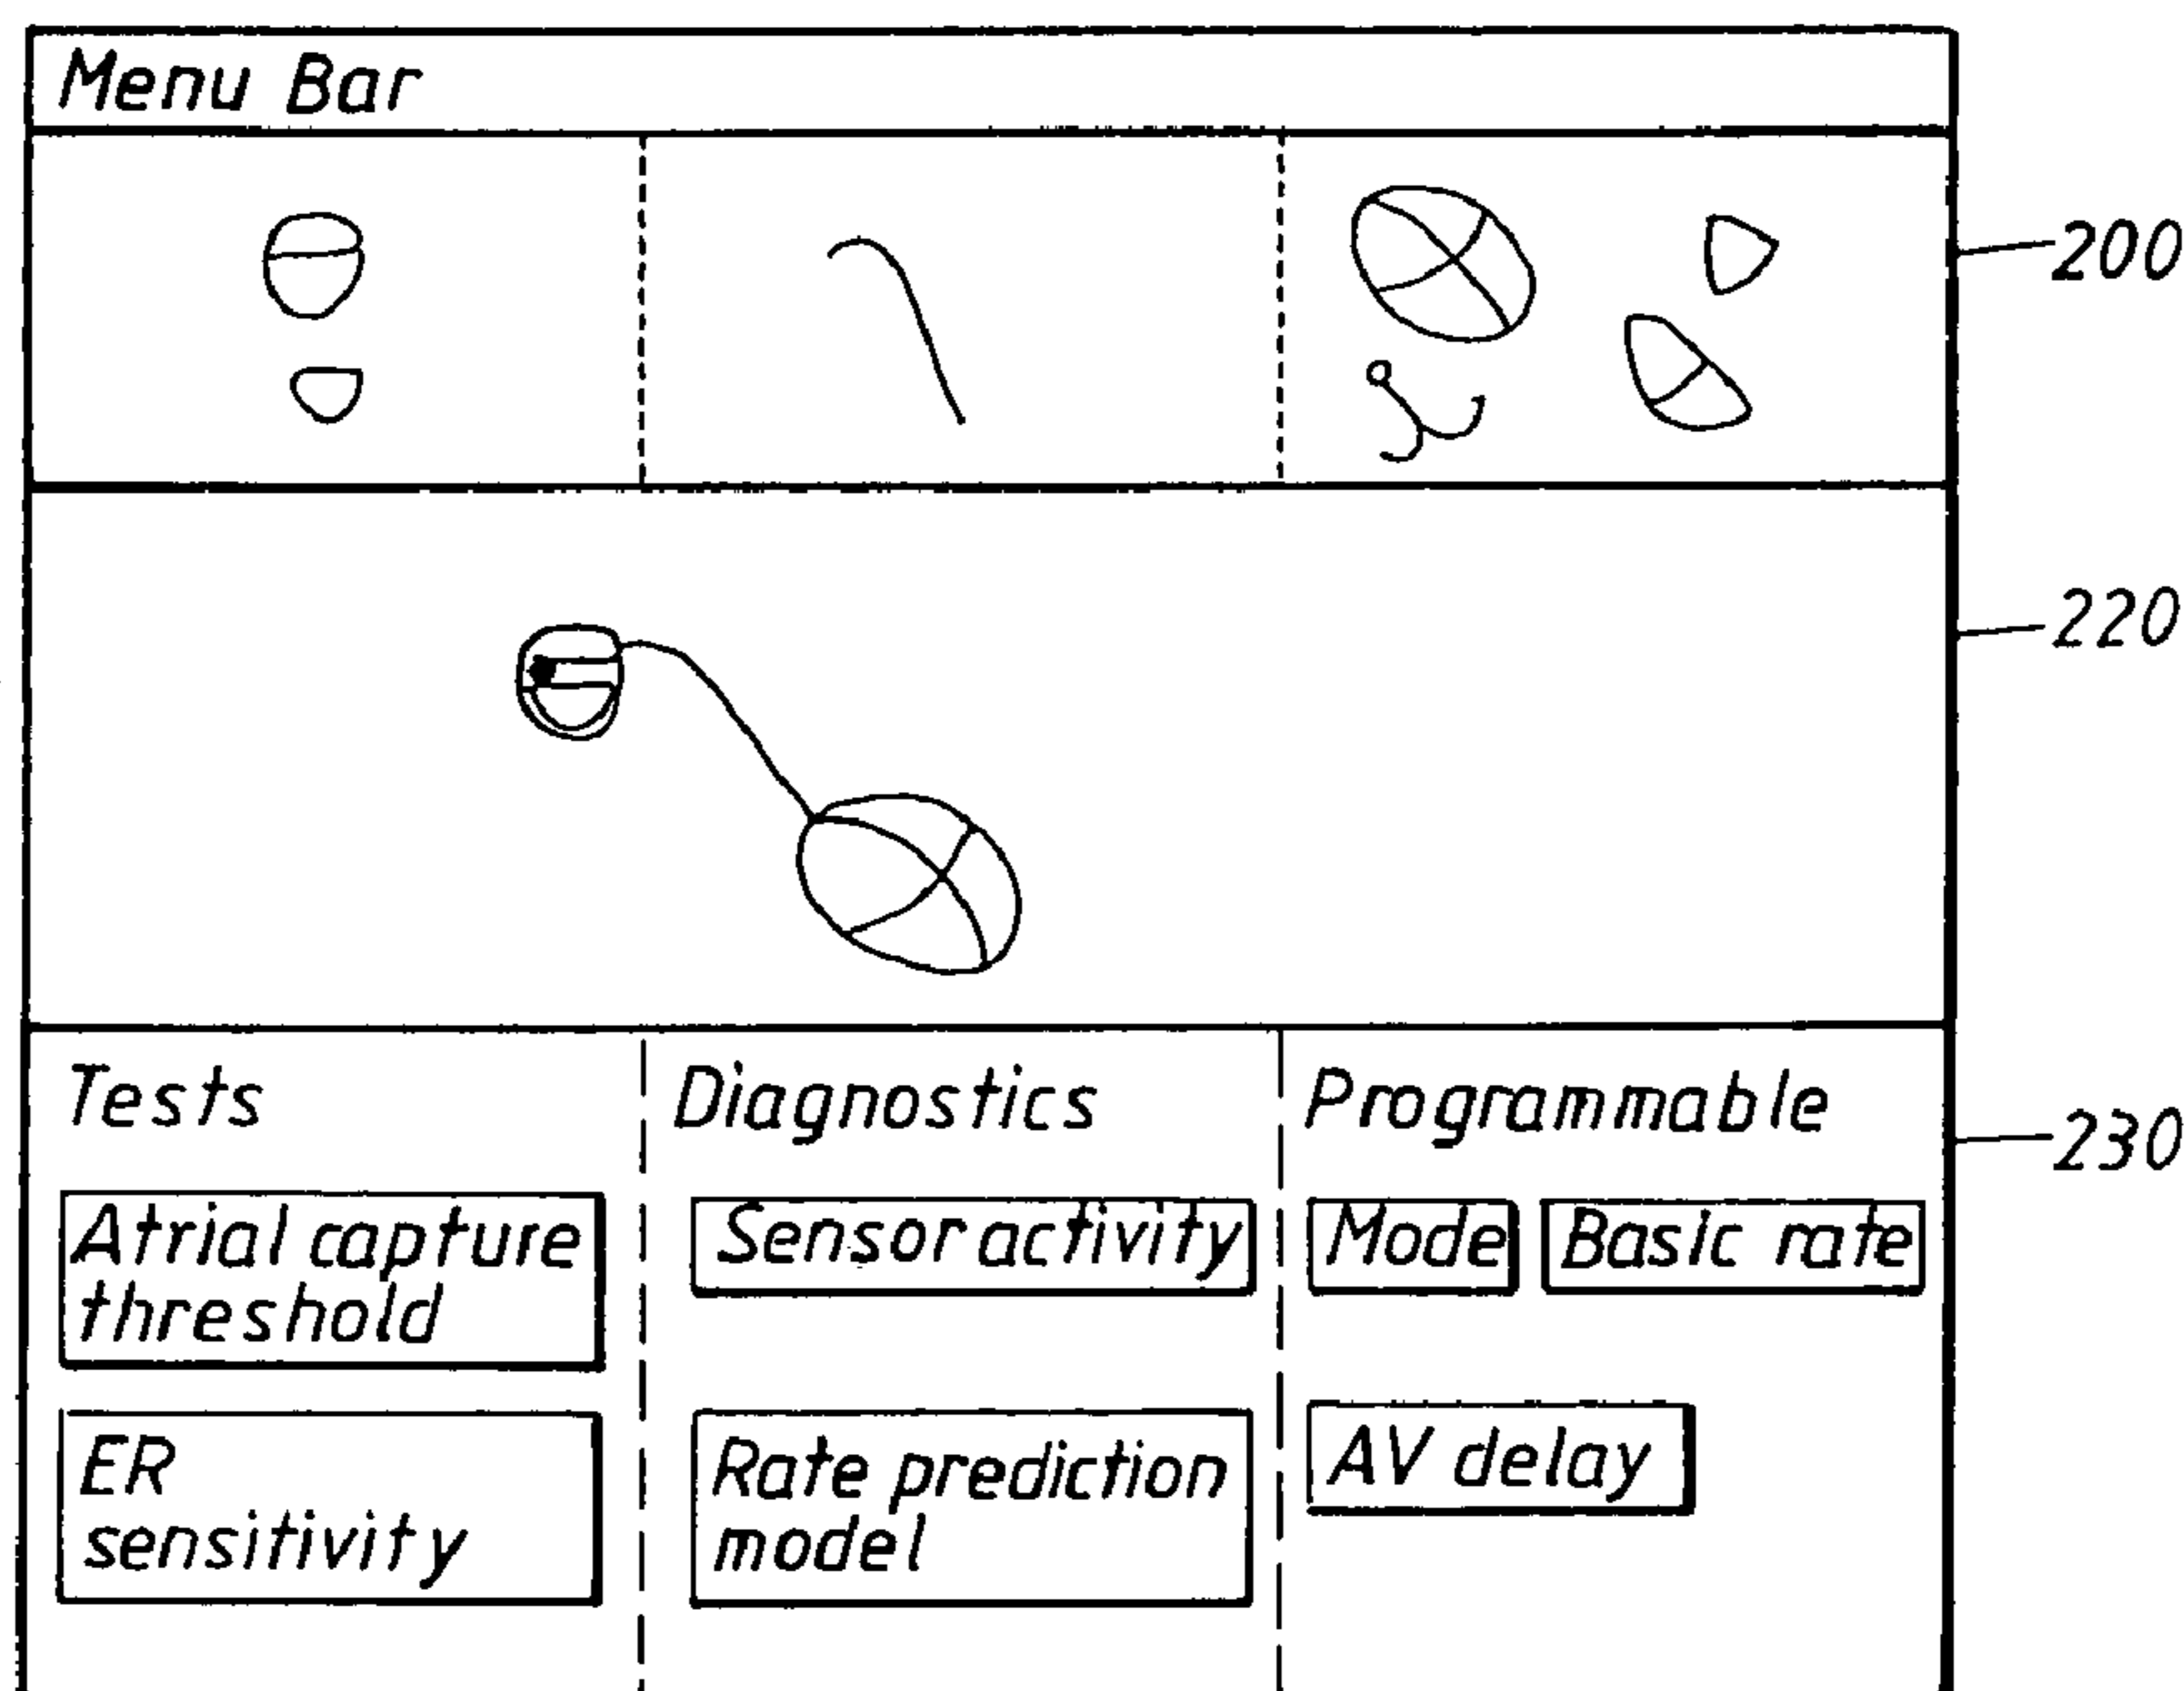 Menu Bar
200
220
Tests
Diagnostics
Programmable
230
Atrial capture
threshold
Sensor activity
Mode
Basic rate
ER
sensitivity
Rate prediction
model
AV delay